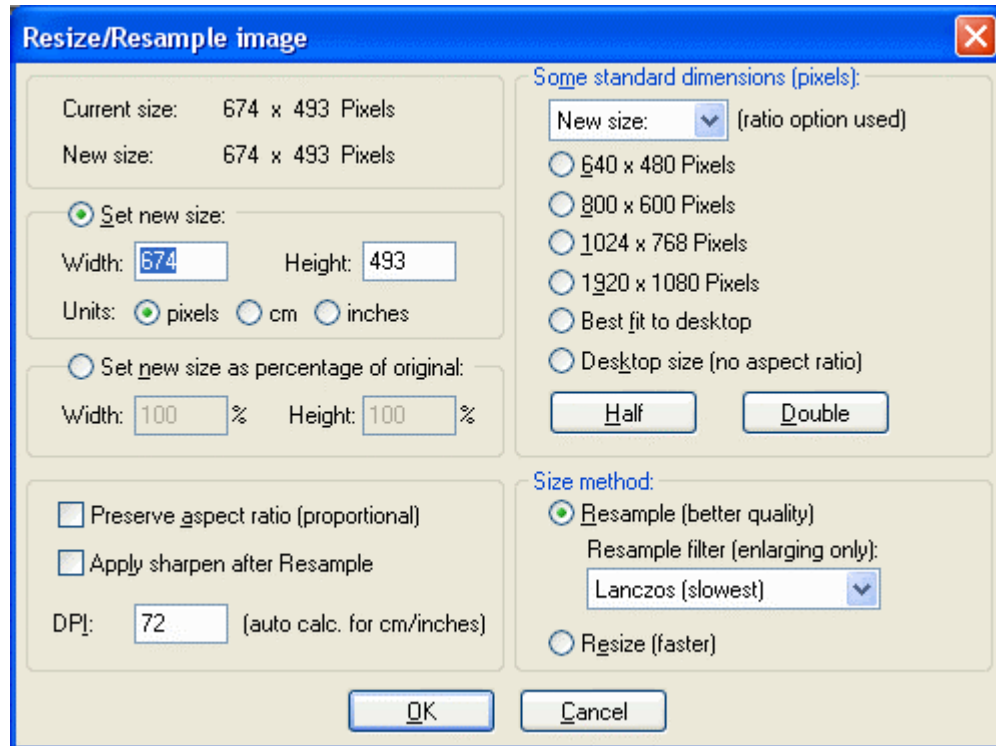 Resize/Resample image
Current size: 674 x 493 Pixels
New size: 674 x 493 Pixels
Set new size:
Width: 674 Height: 493
Units: pixels cm inches
Set new size as percentage of original:
Width: 100 % Height: 100 %
Preserve aspect ratio (proportional)
Apply sharpen after Resample
DPI: 72 (auto calc. for cm/inches)
Some standard dimensions (pixels):
New size: (ratio option used)
640 x 480 Pixels
800 x 600 Pixels
1024 x 768 Pixels
1920 x 1080 Pixels
Best fit to desktop
Desktop size (no aspect ratio)
Half Double
Size method:
Resample (better quality)
Resample filter (enlarging only):
Lanczos (slowest)
Resize (faster)
OK Cancel